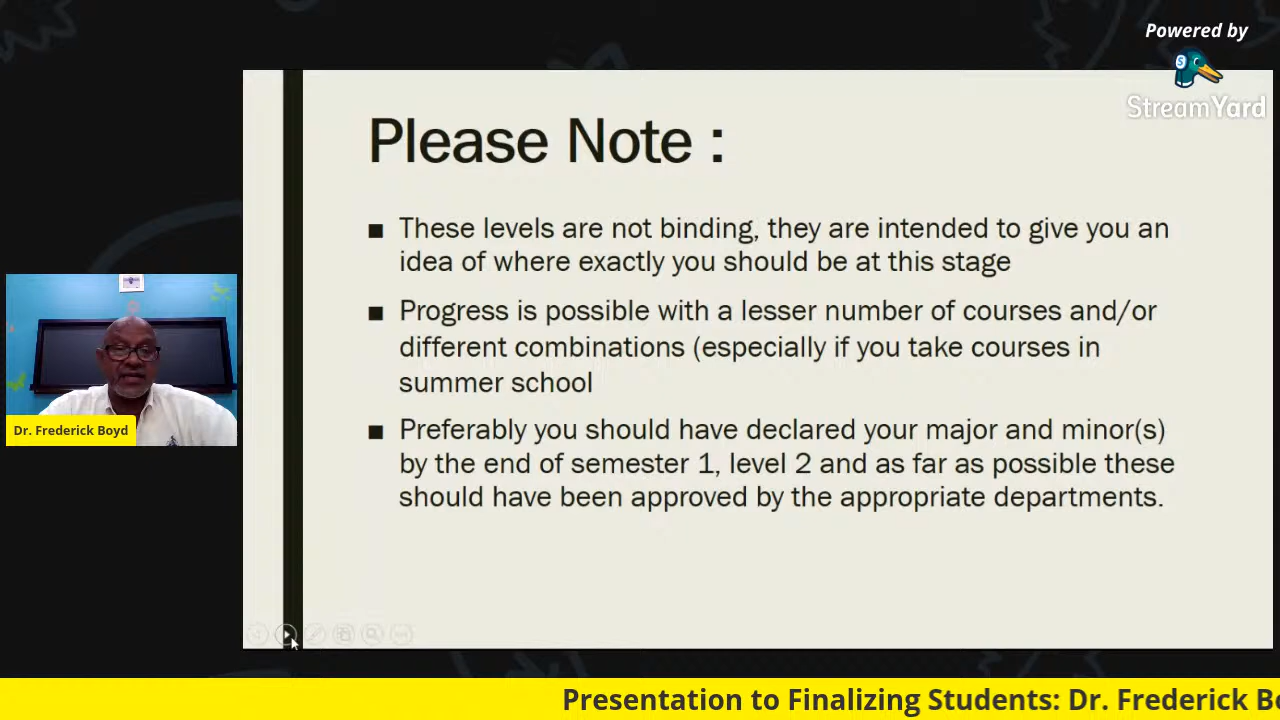 Powered by
StreamYard
Please Note :
■ These levels are not binding, they are intended to give you an
idea of where exactly you should be at this stage
■ Progress is possible with a lesser number of courses and/or
different combinations (especially if you take courses in
summer school
■ Preferably you should have declared your major and minor(s)
by the end of semester 1, level 2 and as far as possible these
should have been approved by the appropriate departments.
Dr. Frederick Boyd
Presentation to Finalizing Students: Dr. Frederick